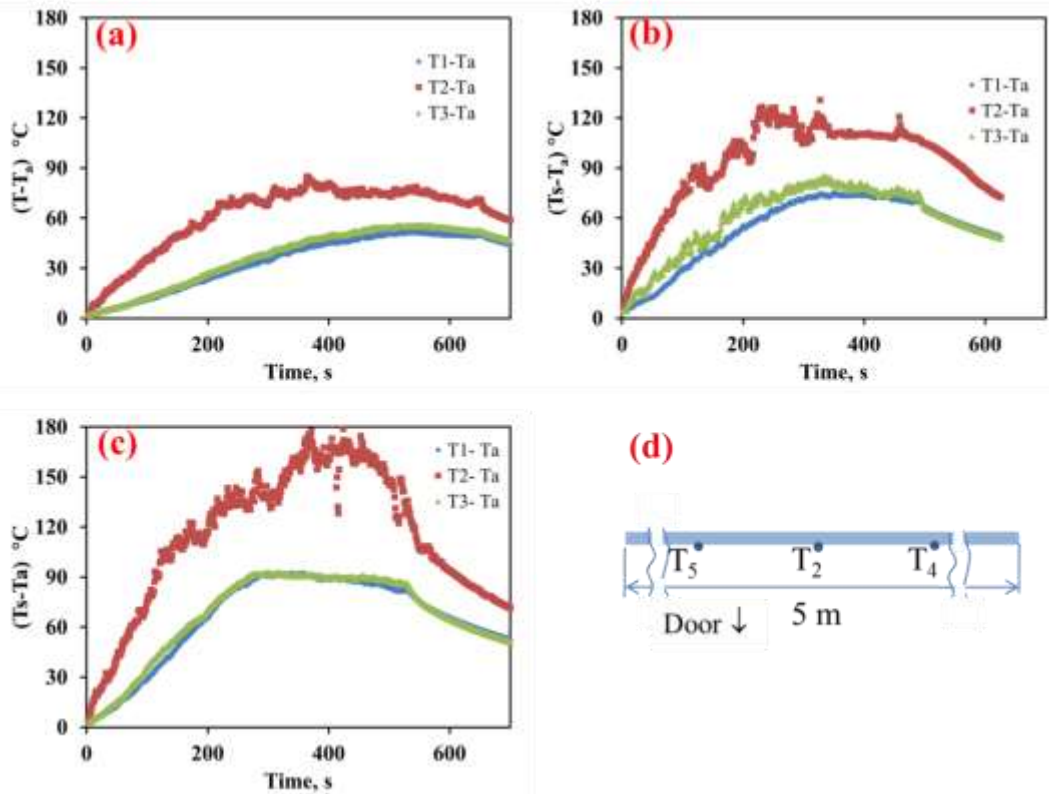 (a)
180
150
120
90
60
30
0
(T-Tₐ) °C
T1-Ta
T2-Ta
T3-Ta
0 200 400 600
Time, s
(b)
180
150
120
90
60
30
0
(Ts-Tₐ) °C
T1-Ta
T2-Ta
T3-Ta
0 200 400 600
Time, s
(c)
180
150
120
90
60
30
0
(Ts-Ta) °C
T1- Ta
T2- Ta
T3- Ta
0 200 400 600
Time, s
(d)
T₅ T₂ T₄
Door ↓ 5 m